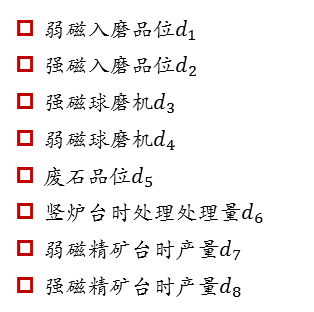 弱磁入磨品位d₁
强磁入磨品位d₂
强磁球磨机d₃
弱磁球磨机d₄
废石品位d₅
竖炉台时处理处理量d₆
弱磁精矿台时产量d₇
强磁精矿台时产量d₈